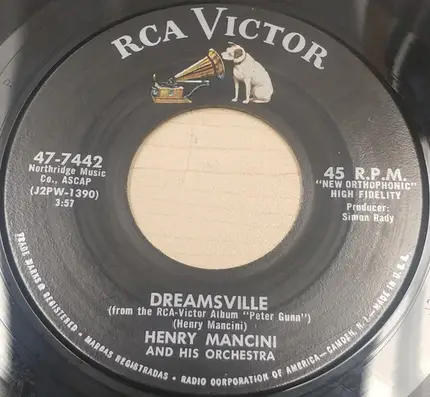 RCA VICTOR
47-7442
Northridge Music
Co., ASCAP
(J2PW-1390)
3:57
45 R.P.M.
"NEW ORTHOPHONIC"
HIGH FIDELITY
Producer:
Simon Rady
DREAMSVILLE
(from the RCA-Victor Album "Peter Gunn")
(Henry Mancini)
HENRY MANCINI
AND HIS ORCHESTRA
TRADE MARKS ® REGISTERED • MARCAS REGISTRADAS • RADIO CORPORATION OF AMERICA—CAMDEN, N.J.—MADE IN U.S.A.